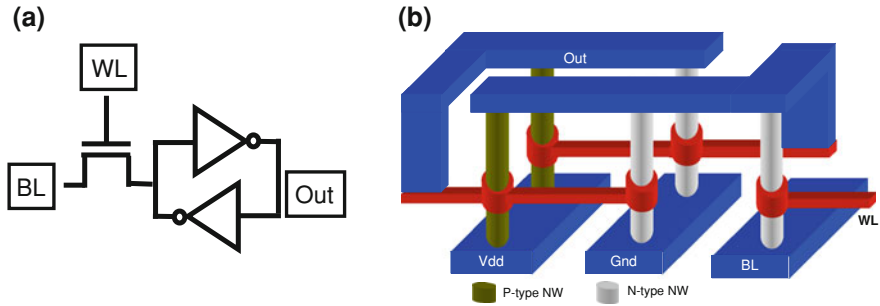 (a)
WL
BL
Out
(b)
Out
Vdd
Gnd
BL
WL
P-type NW
N-type NW